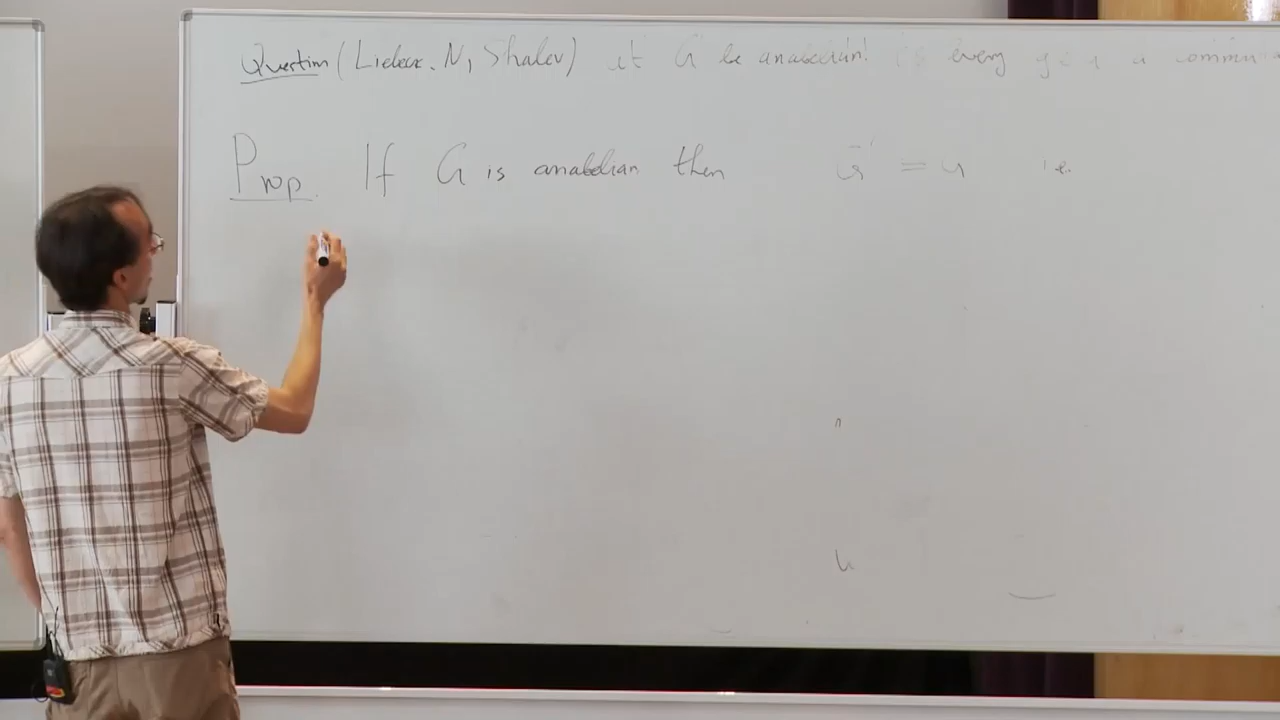 Question (Liebeck, N, Shalev) Let G be anabelian. is every g∈G a commu
Prop. If G is anabelian then G' = G i.e.